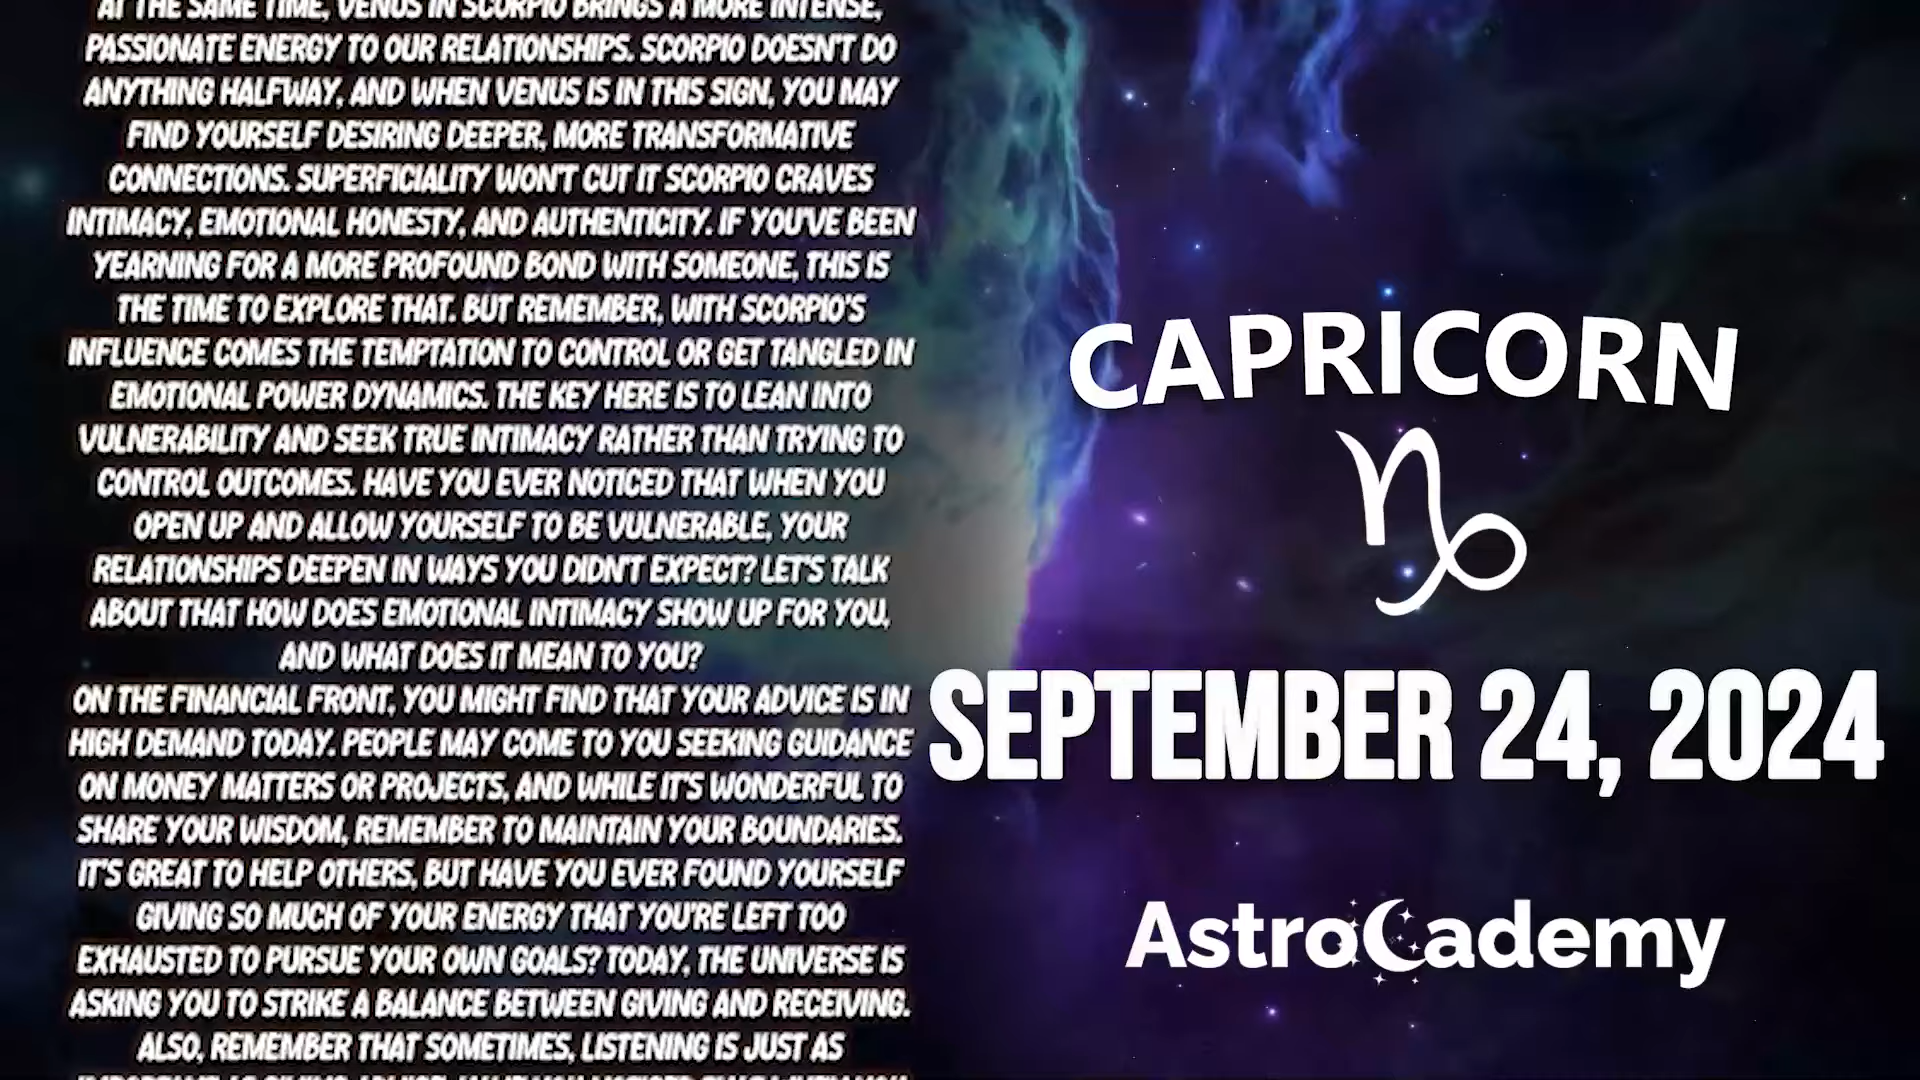 AT THE SAME TIME, VENUS IN SCORPIO BRINGS A MORE INTENSE,
PASSIONATE ENERGY TO OUR RELATIONSHIPS. SCORPIO DOESN'T DO
ANYTHING HALFWAY, AND WHEN VENUS IS IN THIS SIGN, YOU MAY
FIND YOURSELF DESIRING DEEPER, MORE TRANSFORMATIVE
CONNECTIONS. SUPERFICIALITY WON'T CUT IT SCORPIO CRAVES
INTIMACY, EMOTIONAL HONESTY, AND AUTHENTICITY. IF YOU'VE BEEN
YEARNING FOR A MORE PROFOUND BOND WITH SOMEONE, THIS IS
THE TIME TO EXPLORE THAT. BUT REMEMBER, WITH SCORPIO'S
INFLUENCE COMES THE TEMPTATION TO CONTROL OR GET TANGLED IN
EMOTIONAL POWER DYNAMICS. THE KEY HERE IS TO LEAN INTO
VULNERABILITY AND SEEK TRUE INTIMACY RATHER THAN TRYING TO
CONTROL OUTCOMES. HAVE YOU EVER NOTICED THAT WHEN YOU
OPEN UP AND ALLOW YOURSELF TO BE VULNERABLE, YOUR
RELATIONSHIPS DEEPEN IN WAYS YOU DIDN'T EXPECT? LET'S TALK
ABOUT THAT HOW DOES EMOTIONAL INTIMACY SHOW UP FOR YOU,
AND WHAT DOES IT MEAN TO YOU?
ON THE FINANCIAL FRONT, YOU MIGHT FIND THAT YOUR ADVICE IS IN
HIGH DEMAND TODAY. PEOPLE MAY COME TO YOU SEEKING GUIDANCE
ON MONEY MATTERS OR PROJECTS, AND WHILE IT'S WONDERFUL TO
SHARE YOUR WISDOM, REMEMBER TO MAINTAIN YOUR BOUNDARIES.
IT'S GREAT TO HELP OTHERS, BUT HAVE YOU EVER FOUND YOURSELF
GIVING SO MUCH OF YOUR ENERGY THAT YOU'RE LEFT TOO
EXHAUSTED TO PURSUE YOUR OWN GOALS? TODAY, THE UNIVERSE IS
ASKING YOU TO STRIKE A BALANCE BETWEEN GIVING AND RECEIVING.
ALSO, REMEMBER THAT SOMETIMES, LISTENING IS JUST AS
CAPRICORN
♑
SEPTEMBER 24, 2024
AstroCademy